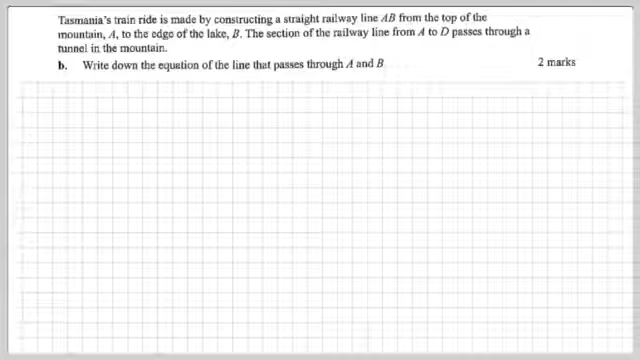 Tasmania's train ride is made by constructing a straight railway line AB from the top of the
mountain, A, to the edge of the lake, B. The section of the railway line from A to D passes through a
tunnel in the mountain.
b. Write down the equation of the line that passes through A and B 2 marks